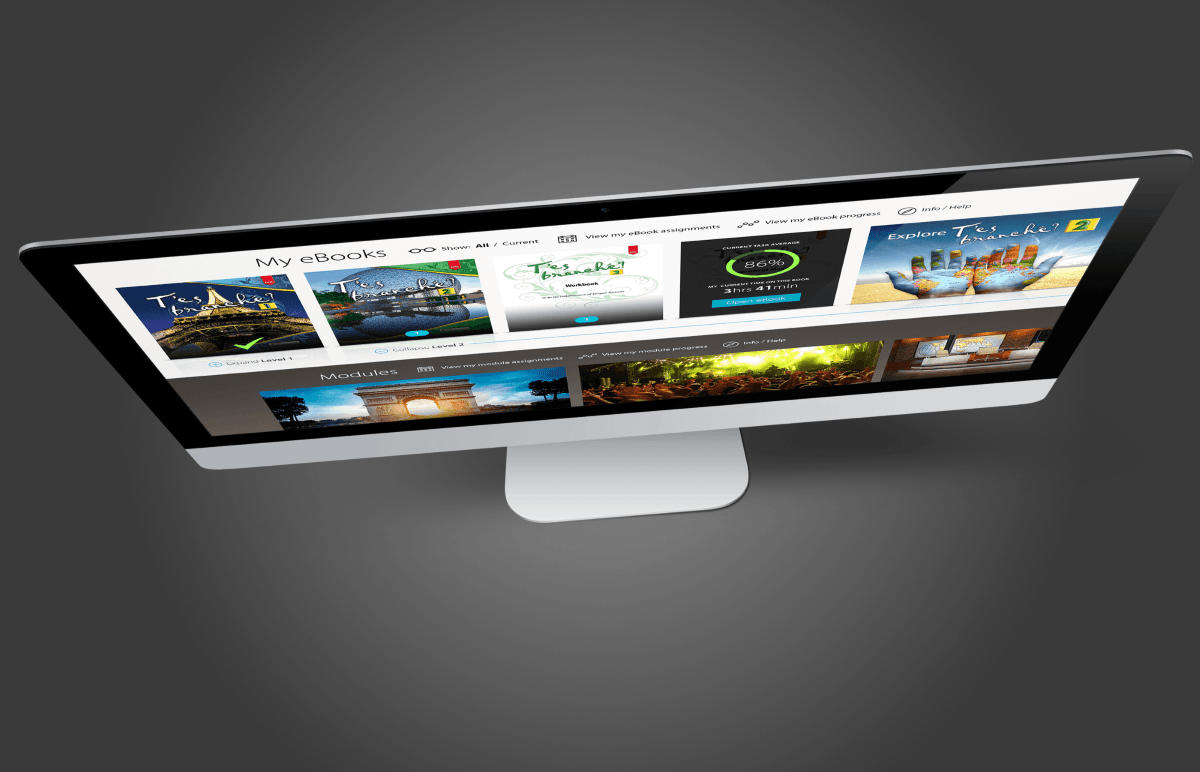 My eBooks
Show: All / Current
View my eBook assignments
View my eBook progress
Info / Help
T'es branché?
1
T'es branché?
2
T'es branché?
2
Workbook
CURRENT TASK AVERAGE
86%
MY CURRENT TIME ON THIS BOOK
3hrs 41min
Open eBook
Explore T'es branché?
2
Expand Level 1
Collapse Level 2
Modules
View my module assignments
View my module progress
Info / Help